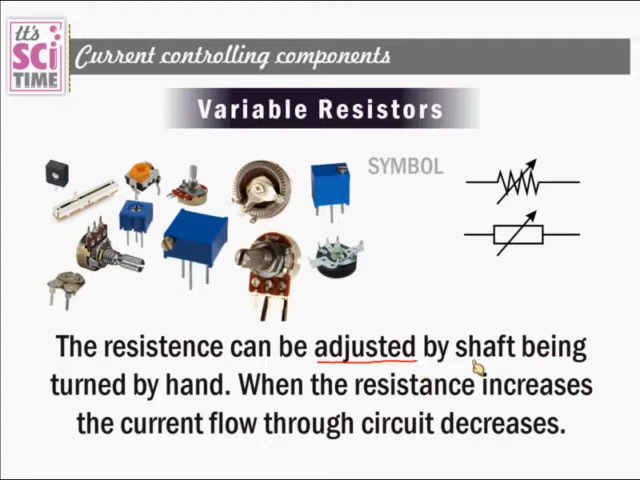 It's
SCI
TIME
Current controlling components
Variable Resistors
SYMBOL
The resistence can be adjusted by shaft being
turned by hand. When the resistance increases
the current flow through circuit decreases.